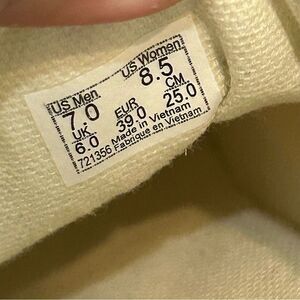 US Men US Women
7.0 8.5
UK EUR CM
6.0 39.0 25.0
721356 Made in Vietnam
Fabrique en Vietnam